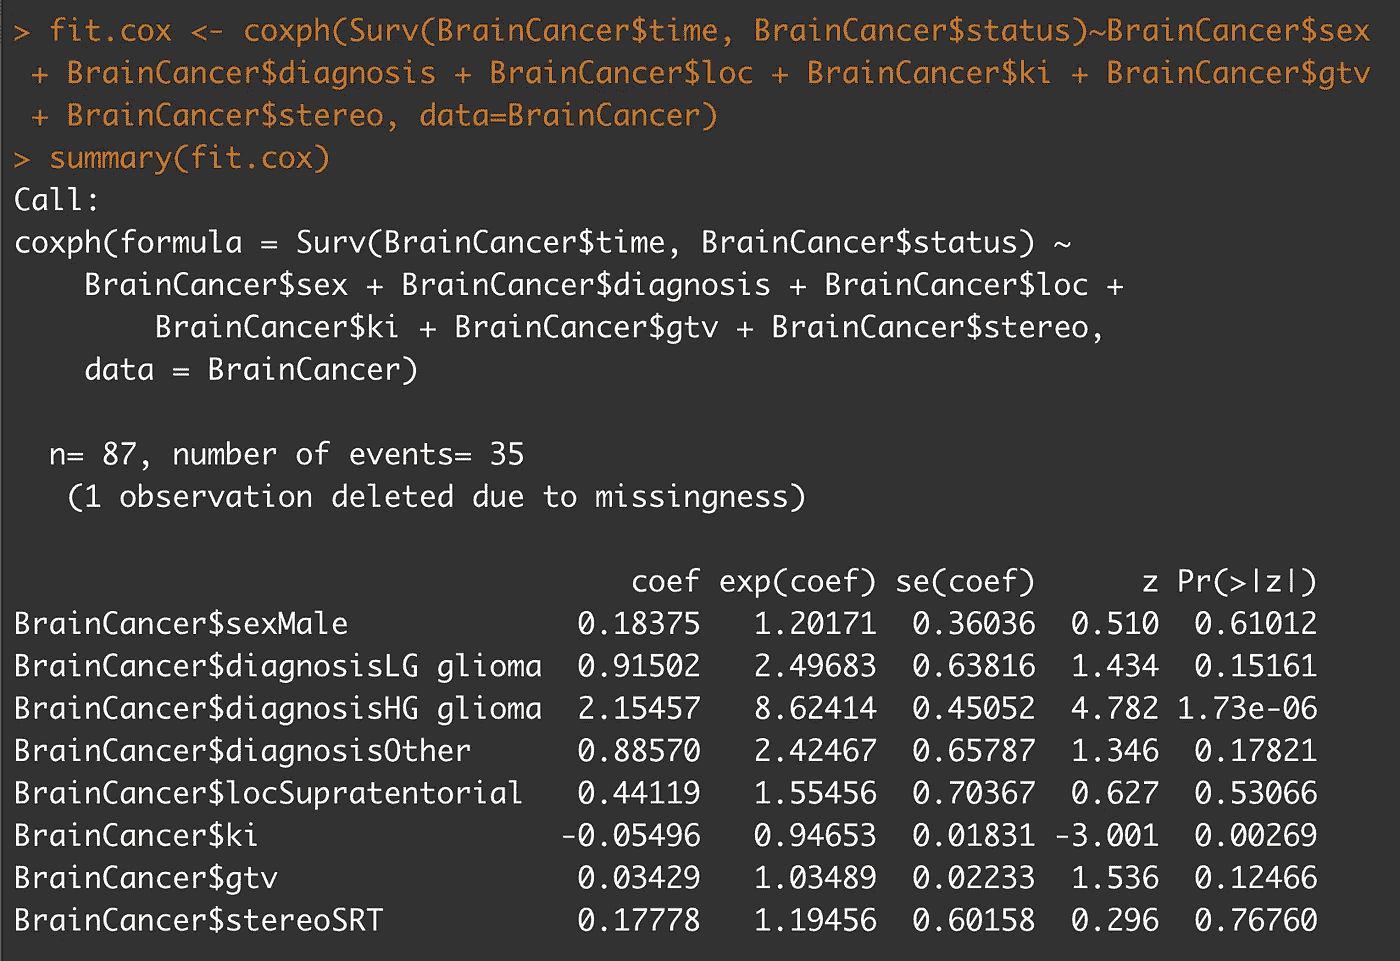 > fit.cox <- coxph(Surv(BrainCancer$time, BrainCancer$status)~BrainCancer$sex
+ BrainCancer$diagnosis + BrainCancer$loc + BrainCancer$ki + BrainCancer$gtv
+ BrainCancer$stereo, data=BrainCancer)
> summary(fit.cox)
Call:
coxph(formula = Surv(BrainCancer$time, BrainCancer$status) ~
BrainCancer$sex + BrainCancer$diagnosis + BrainCancer$loc +
BrainCancer$ki + BrainCancer$gtv + BrainCancer$stereo,
data = BrainCancer)
n= 87, number of events= 35
(1 observation deleted due to missingness)
coef exp(coef) se(coef) z Pr(>|z|)
BrainCancer$sexMale 0.18375 1.20171 0.36036 0.510 0.61012
BrainCancer$diagnosisLG glioma 0.91502 2.49683 0.63816 1.434 0.15161
BrainCancer$diagnosisHG glioma 2.15457 8.62414 0.45052 4.782 1.73e-06
BrainCancer$diagnosisOther 0.88570 2.42467 0.65787 1.346 0.17821
BrainCancer$locSupratentorial 0.44119 1.55456 0.70367 0.627 0.53066
BrainCancer$ki -0.05496 0.94653 0.01831 -3.001 0.00269
BrainCancer$gtv 0.03429 1.03489 0.02233 1.536 0.12466
BrainCancer$stereoSRT 0.17778 1.19456 0.60158 0.296 0.76760